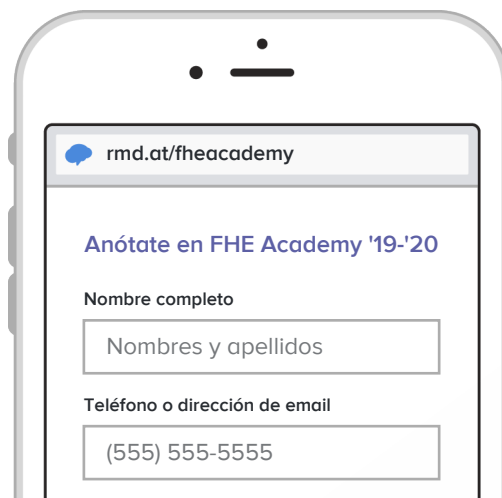 rmd.at/fheacademy
Anótate en FHE Academy '19-'20
Nombre completo
Nombres y apellidos
Teléfono o dirección de email
(555) 555-5555